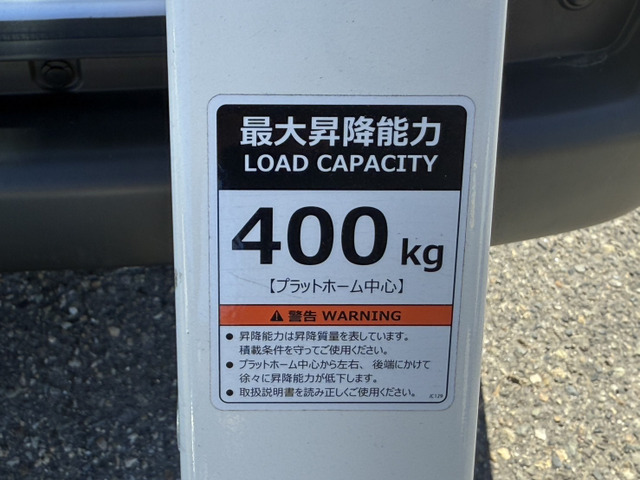 最大昇降能力
LOAD CAPACITY
400 kg
【プラットホーム中心】
⚠ 警告 WARNING
● 昇降能力は昇降質量を表しています。
積載条件を守ってご使用ください。
● プラットホーム中心から左右、後端にかけて
徐々に昇降能力が低下します。
● 取扱説明書を読み正しくご使用ください。